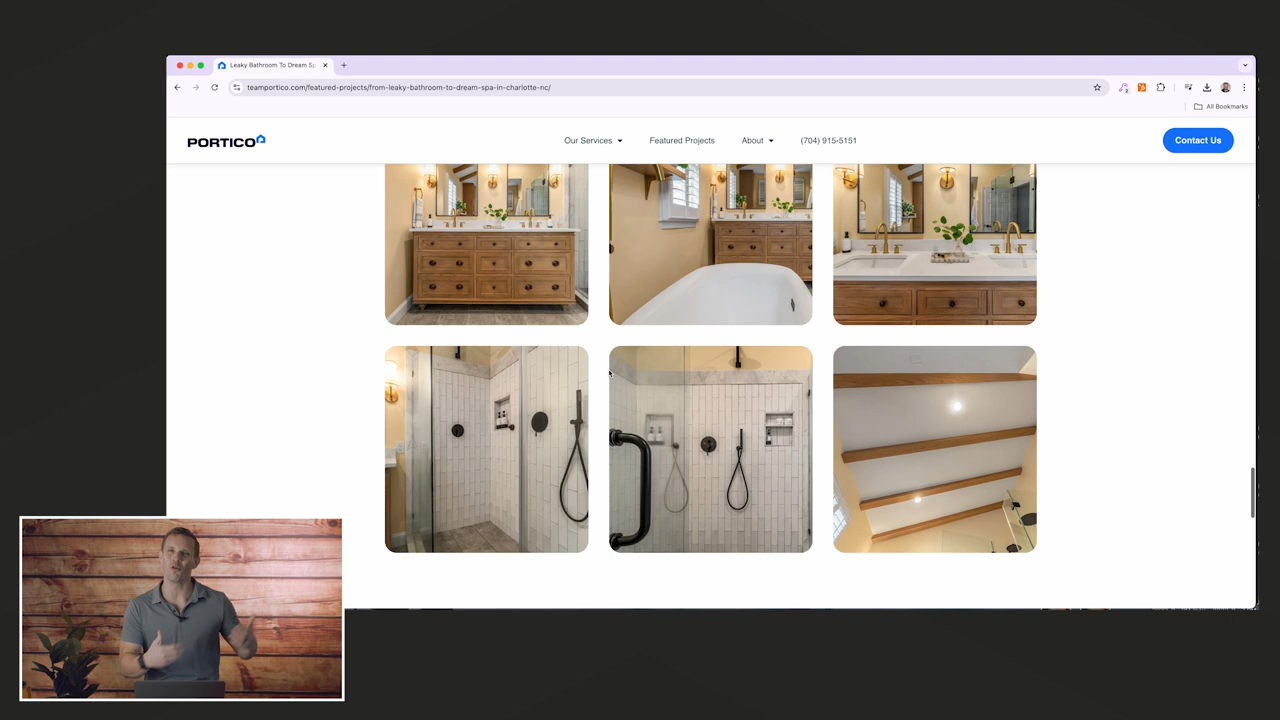 Leaky Bathroom To Dream Sp
teamportico.com/featured-projects/from-leaky-bathroom-to-dream-spa-in-charlotte-nc/
All Bookmarks
PORTICO
Our Services
Featured Projects
About
(704) 915-5151
Contact Us